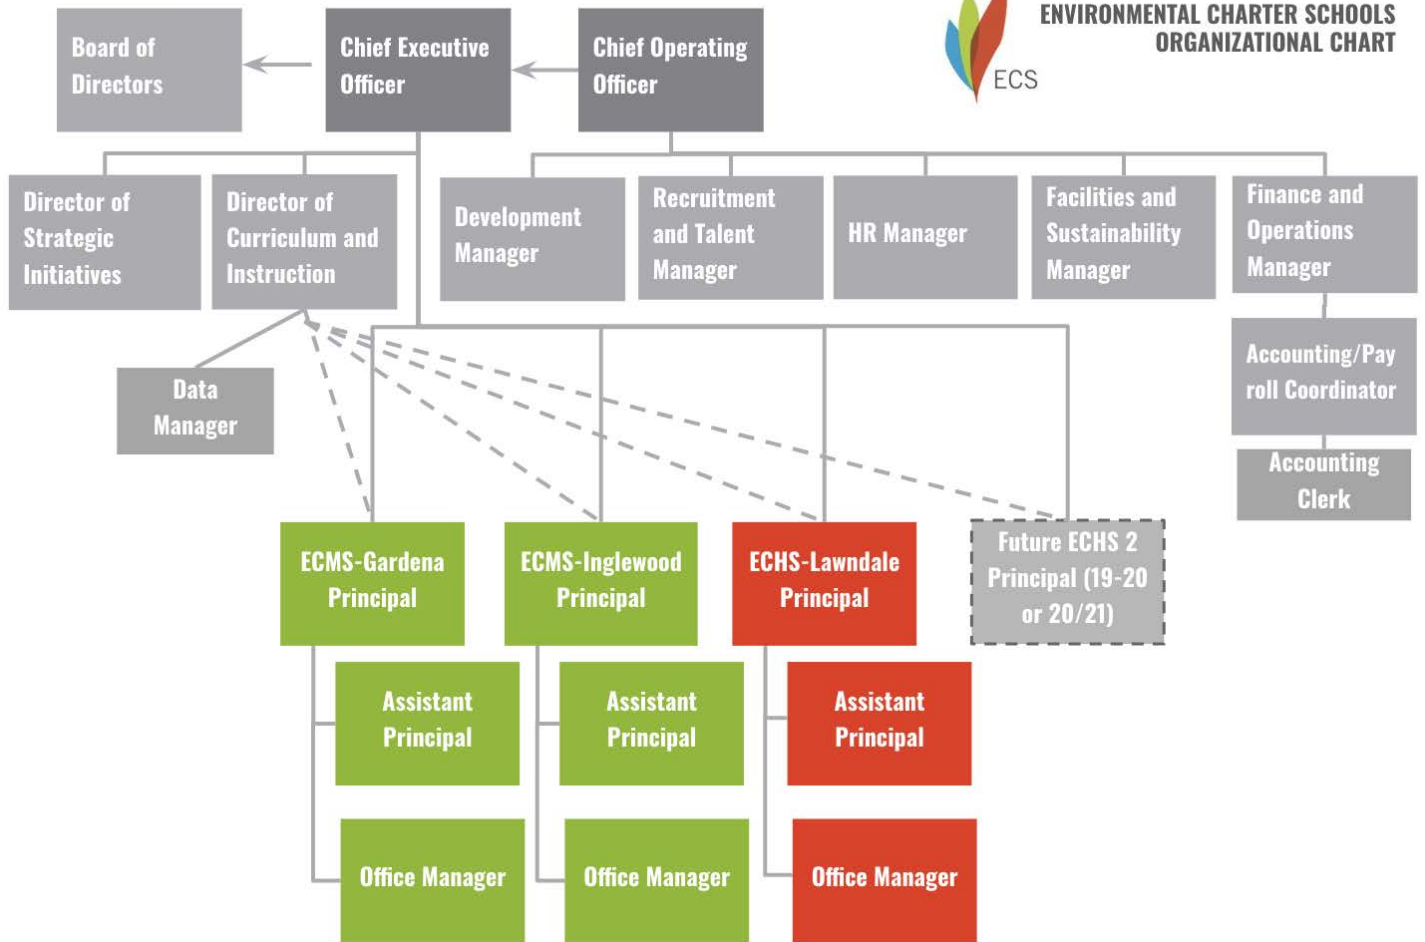 ENVIRONMENTAL CHARTER SCHOOLS
ORGANIZATIONAL CHART
ECS
Board of
Directors
Chief Executive
Officer
Chief Operating
Officer
Director of
Strategic
Initiatives
Director of
Curriculum and
Instruction
Development
Manager
Recruitment
and Talent
Manager
HR Manager
Facilities and
Sustainability
Manager
Finance and
Operations
Manager
Data
Manager
Accounting/Pay
roll Coordinator
Accounting
Clerk
ECMS-Gardena
Principal
ECMS-Inglewood
Principal
ECHS-Lawndale
Principal
Future ECHS 2
Principal (19-20
or 20/21)
Assistant
Principal
Assistant
Principal
Assistant
Principal
Office Manager
Office Manager
Office Manager